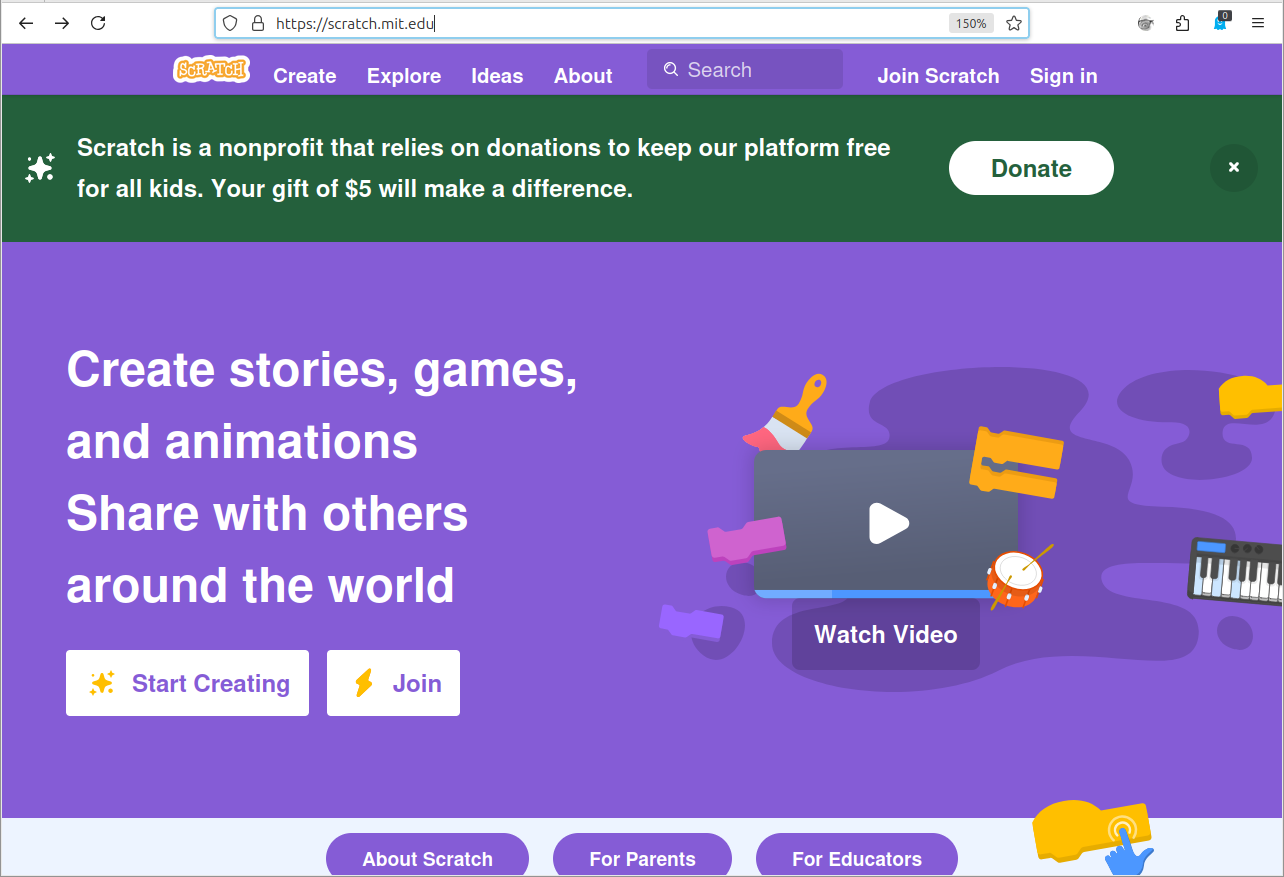 https://scratch.mit.edu
150%
0
SCRATCH
Create
Explore
Ideas
About
Search
Join Scratch
Sign in
Scratch is a nonprofit that relies on donations to keep our platform free
for all kids. Your gift of $5 will make a difference.
Donate
Create stories, games,
and animations
Share with others
around the world
Start Creating
Join
Watch Video
About Scratch
For Parents
For Educators